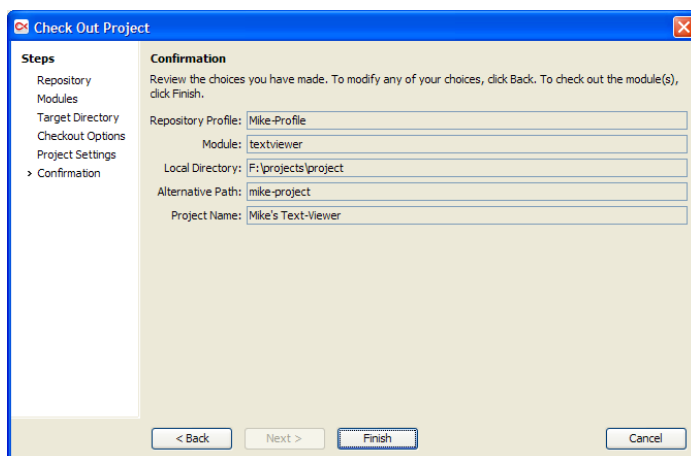 Check Out Project
Steps
Repository
Modules
Target Directory
Checkout Options
Project Settings
> Confirmation
Confirmation
Review the choices you have made. To modify any of your choices, click Back. To check out the module(s),
click Finish.
Repository Profile: Mike-Profile
Module: textviewer
Local Directory: F:\projects\project
Alternative Path: mike-project
Project Name: Mike's Text-Viewer
< Back Next > Finish Cancel